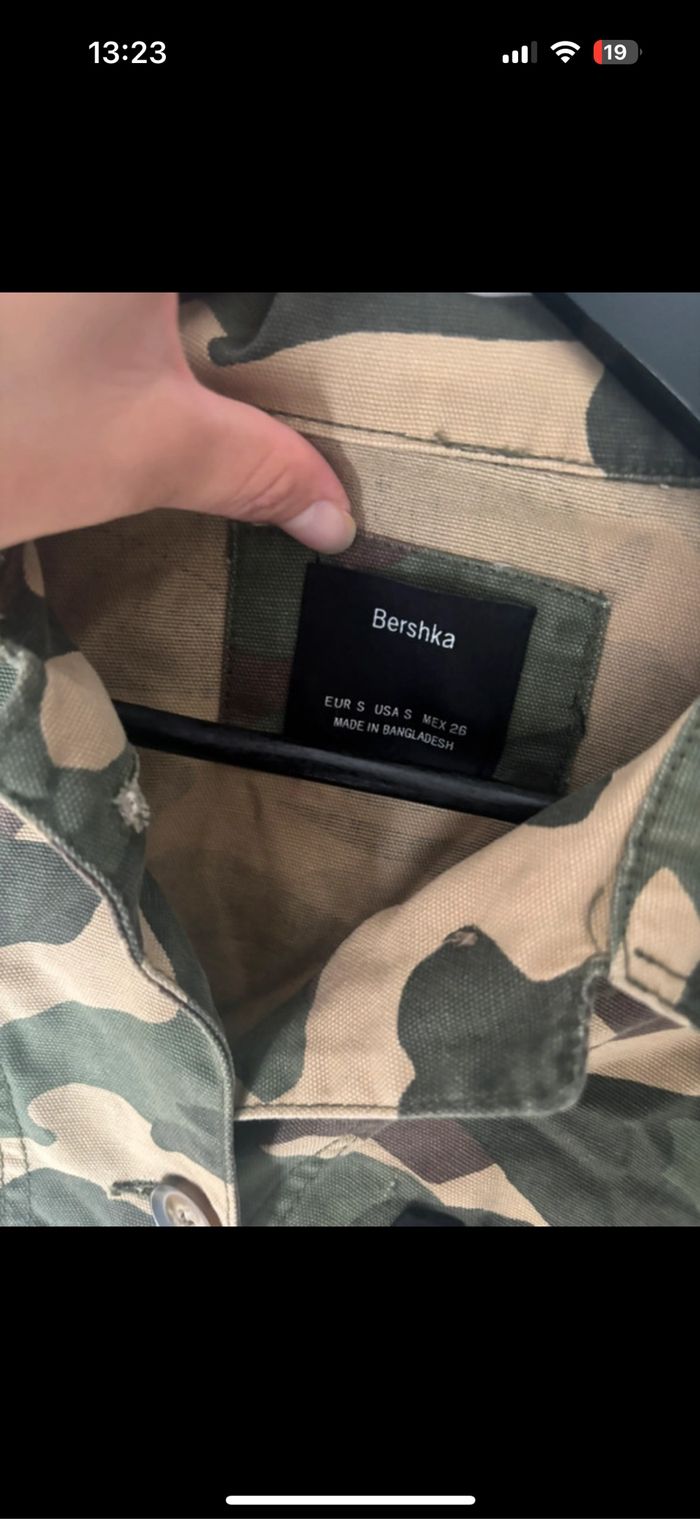 13:23
19
Bershka
EUR S USA S MEX 26
MADE IN BANGLADESH